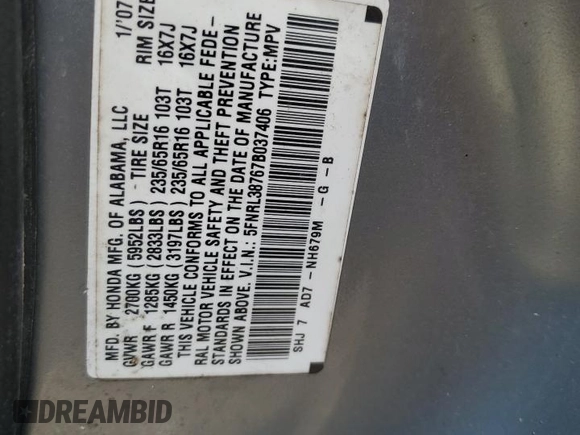 MFD. BY HONDA MFG. OF ALABAMA, LLC 1/'07
GVWR 2700KG (5952LBS) - TIRE SIZE RIM SIZE
GAWR F 1285KG (2833LBS) 235/65R16 103T 16X7J
GAWR R 1450KG (3197LBS) 235/65R16 103T 16X7J
THIS VEHICLE CONFORMS TO ALL APPLICABLE FEDE-
RAL MOTOR VEHICLE SAFETY AND THEFT PREVENTION
STANDARDS IN EFFECT ON THE DATE OF MANUFACTURE
SHOWN ABOVE. V.I.N.: 5FNRL38767B037406 TYPE:MPV
SHJ 7 AD7 -NH679M -G -B
DREAMBID